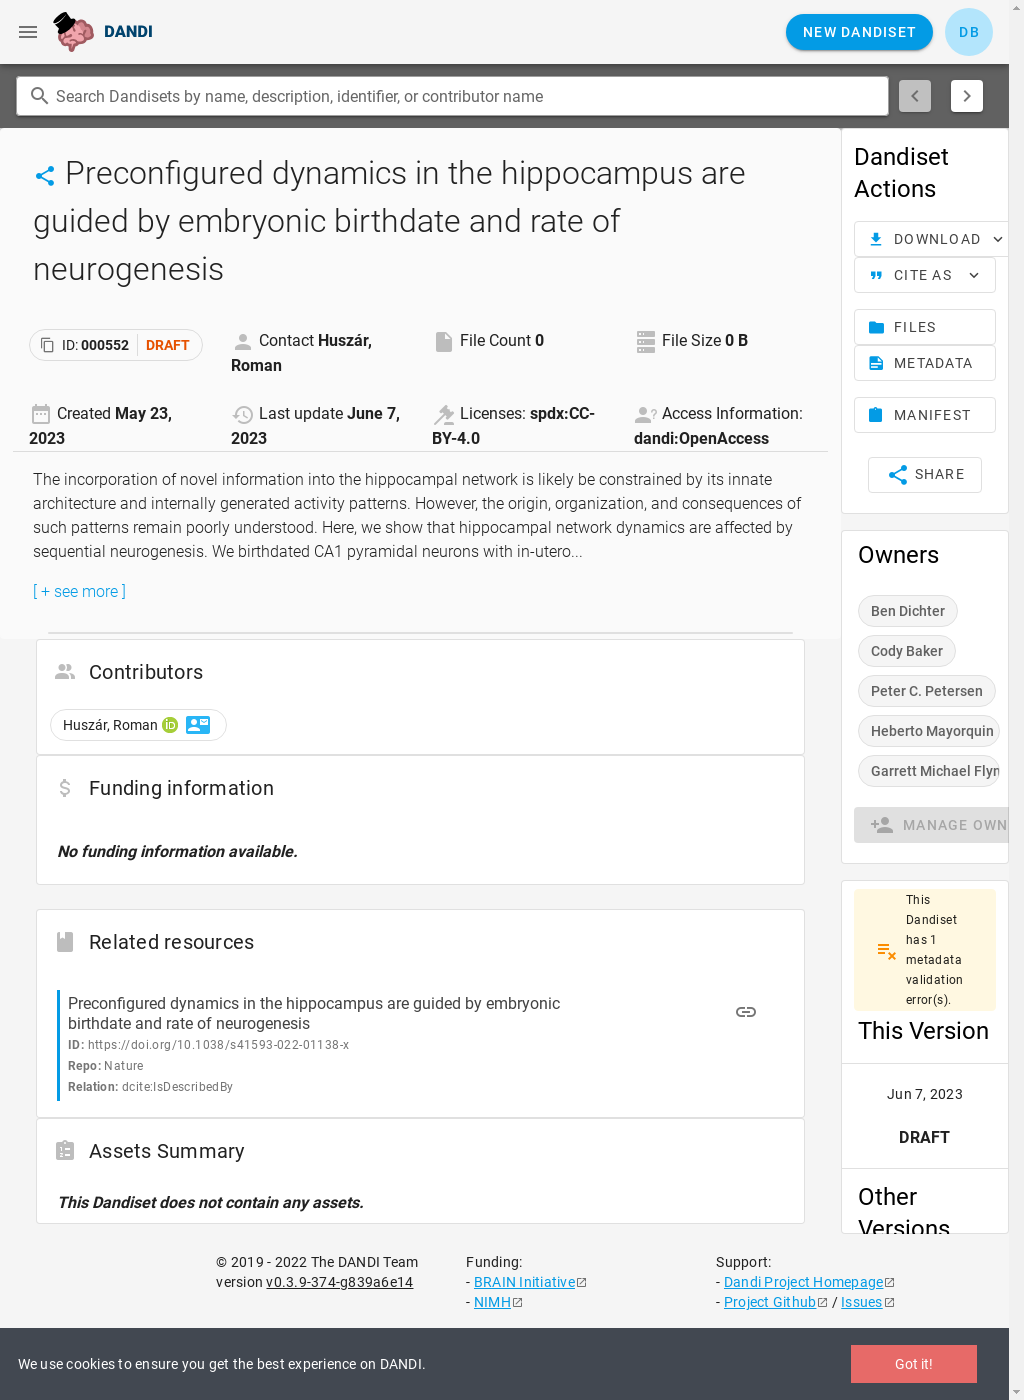 DANDI
NEW DANDISET
DB
Search Dandisets by name, description, identifier, or contributor name
Preconfigured dynamics in the hippocampus are
guided by embryonic birthdate and rate of
neurogenesis
ID: 000552 DRAFT
Contact Huszár,
Roman
File Count 0
File Size 0 B
Created May 23,
2023
Last update June 7,
2023
Licenses: spdx:CC-
BY-4.0
Access Information:
dandi:OpenAccess
The incorporation of novel information into the hippocampal network is likely be constrained by its innate
architecture and internally generated activity patterns. However, the origin, organization, and consequences of
such patterns remain poorly understood. Here, we show that hippocampal network dynamics are affected by
sequential neurogenesis. We birthdated CA1 pyramidal neurons with in-utero...
[ + see more ]
Contributors
Huszár, Roman iD
Funding information
No funding information available.
Related resources
Preconfigured dynamics in the hippocampus are guided by embryonic
birthdate and rate of neurogenesis
ID: https://doi.org/10.1038/s41593-022-01138-x
Repo: Nature
Relation: dcite:IsDescribedBy
Assets Summary
This Dandiset does not contain any assets.
Dandiset
Actions
DOWNLOAD
CITE AS
FILES
METADATA
MANIFEST
SHARE
Owners
Ben Dichter
Cody Baker
Peter C. Petersen
Heberto Mayorquin
Garrett Michael Flyn
MANAGE OWN
This
Dandiset
has 1
metadata
validation
error(s).
This Version
Jun 7, 2023
DRAFT
Other
Versions
© 2019 - 2022 The DANDI Team
version v0.3.9-374-g839a6e14
Funding:
- BRAIN Initiative
- NIMH
Support:
- Dandi Project Homepage
- Project Github / Issues
We use cookies to ensure you get the best experience on DANDI.
Got it!